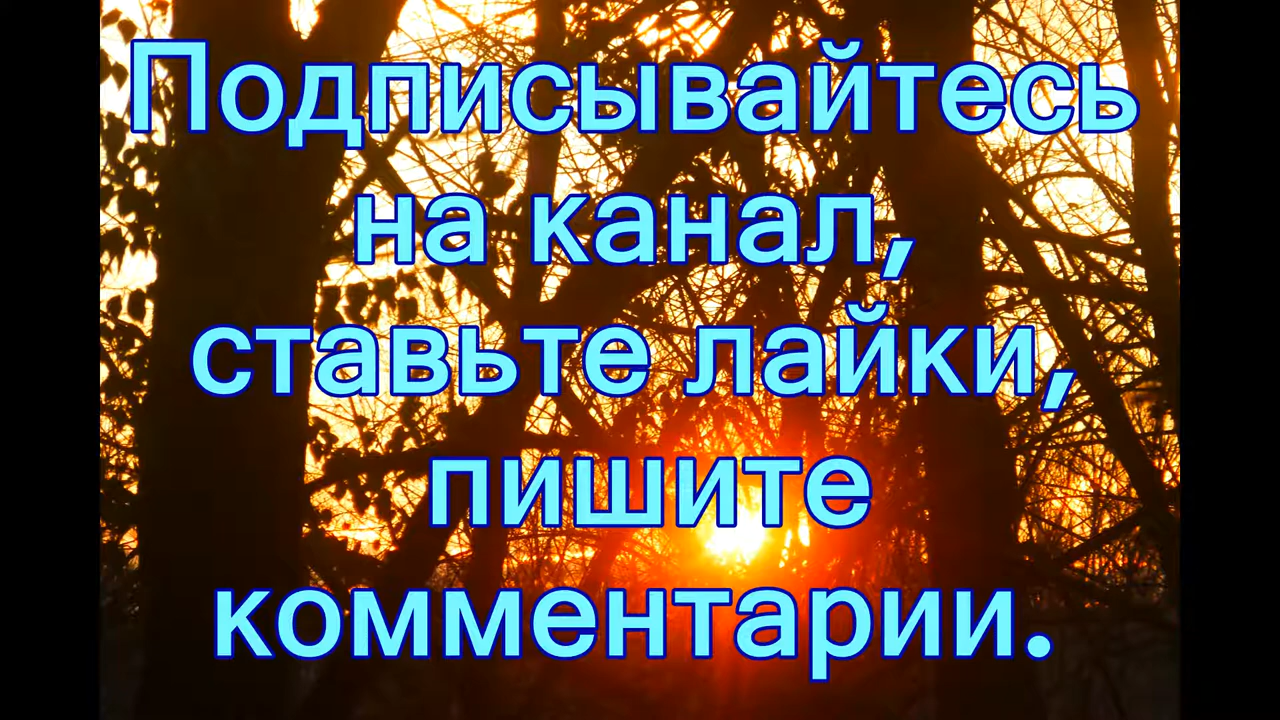 Подписывайтесь
на канал,
ставьте лайки,
пишите
комментарии.